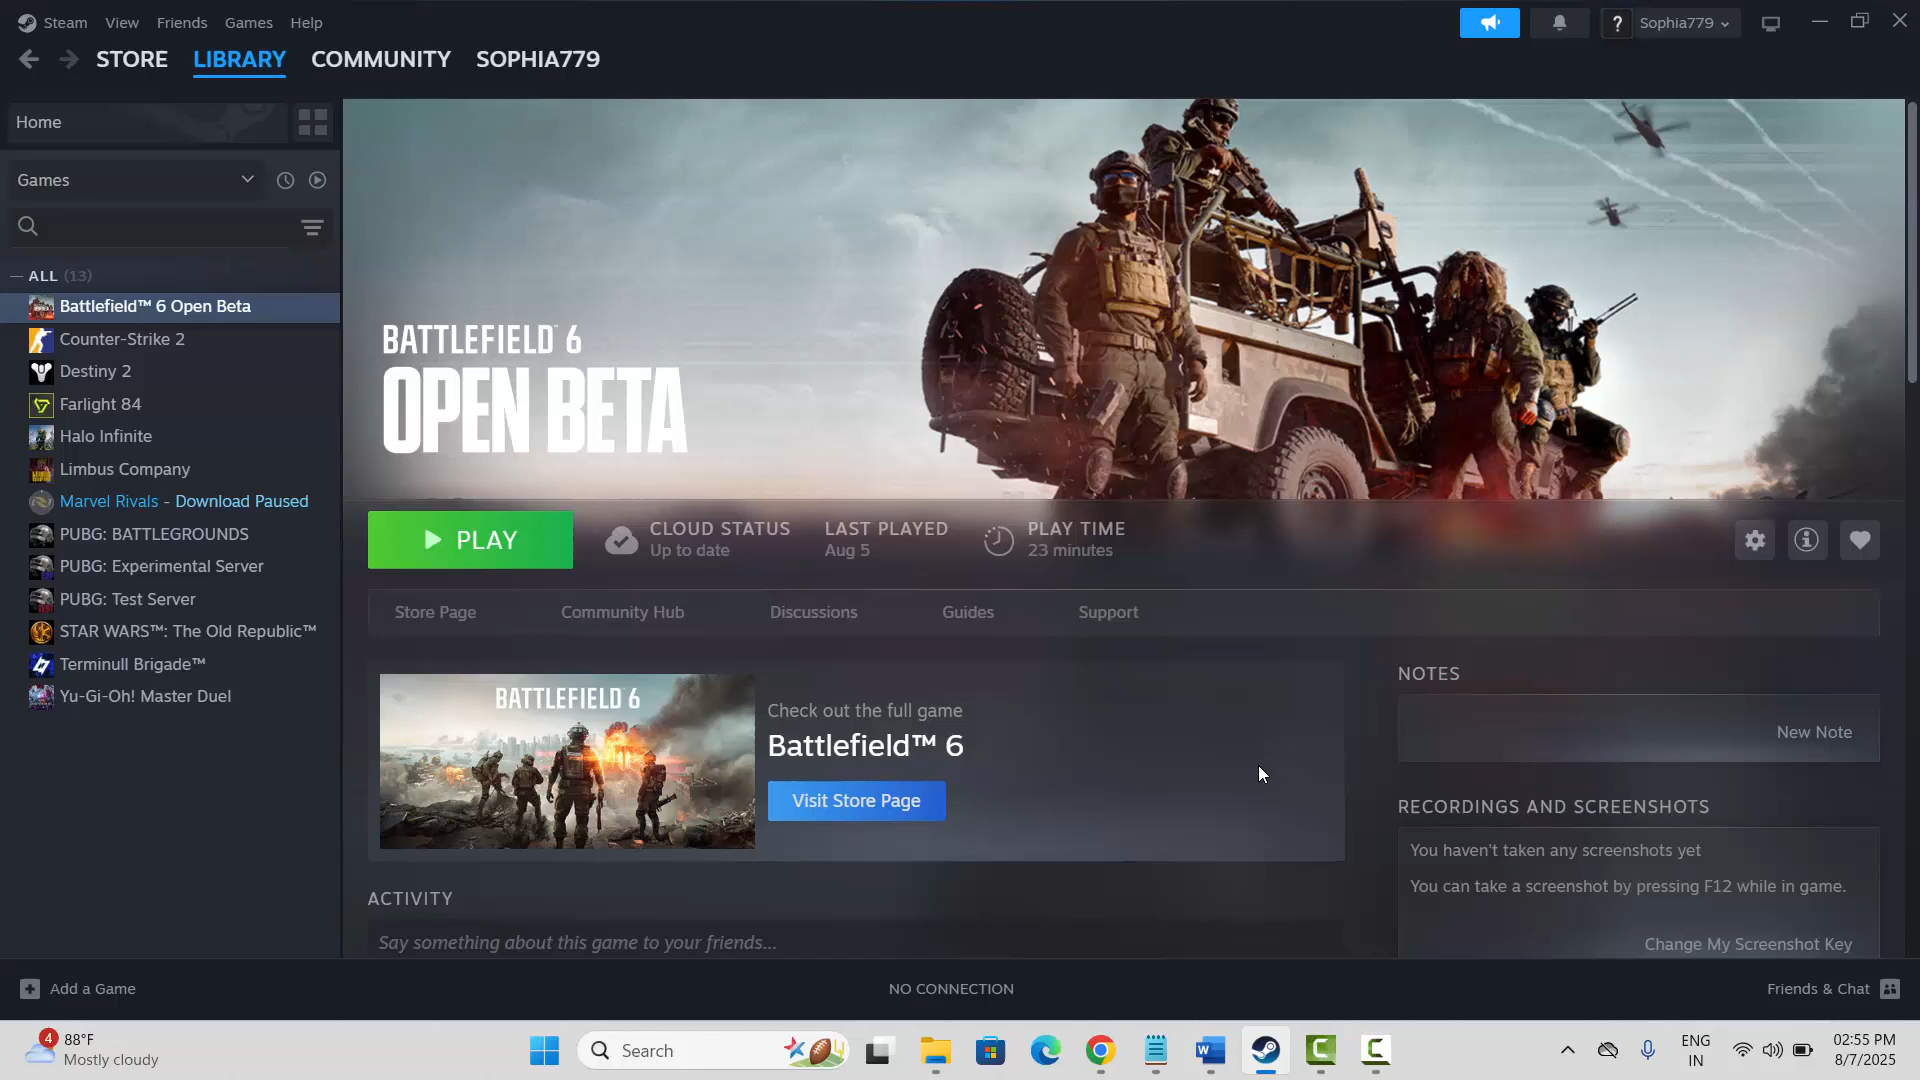 Steam View Friends Games Help
? Sophia779
STORE LIBRARY COMMUNITY SOPHIA779
Home
Games
— ALL (13)
Battlefield™ 6 Open Beta
Counter-Strike 2
Destiny 2
Farlight 84
Halo Infinite
Limbus Company
Marvel Rivals - Download Paused
PUBG: BATTLEGROUNDS
PUBG: Experimental Server
PUBG: Test Server
STAR WARS™: The Old Republic™
Terminull Brigade™
Yu-Gi-Oh! Master Duel
BATTLEFIELD 6
OPEN BETA
PLAY
CLOUD STATUS
Up to date
LAST PLAYED
Aug 5
PLAY TIME
23 minutes
Store Page Community Hub Discussions Guides Support
BATTLEFIELD 6
Check out the full game
Battlefield™ 6
Visit Store Page
ACTIVITY
Say something about this game to your friends...
NOTES
New Note
RECORDINGS AND SCREENSHOTS
You haven't taken any screenshots yet
You can take a screenshot by pressing F12 while in game.
Change My Screenshot Key
Add a Game
NO CONNECTION
Friends & Chat
4
88°F
Mostly cloudy
Search
ENG
IN
02:55 PM
8/7/2025